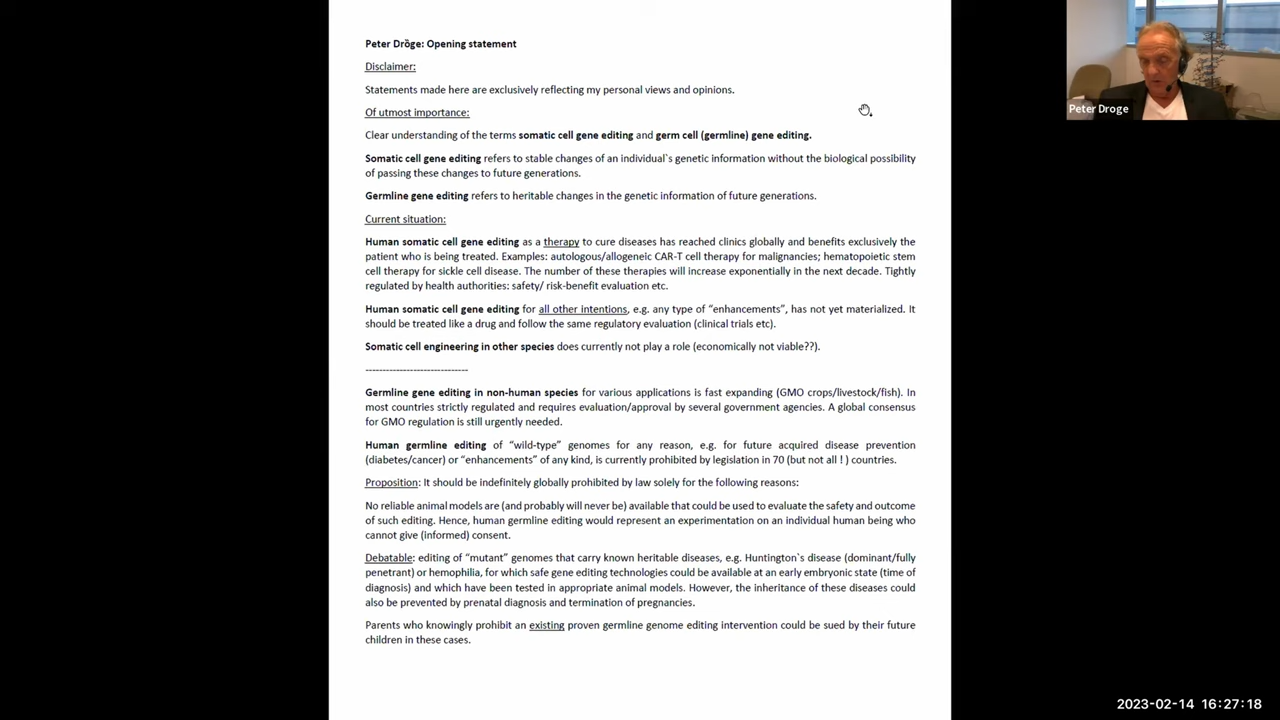 Peter Dröge: Opening statement
Disclaimer:
Statements made here are exclusively reflecting my personal views and opinions.
Of utmost importance:
Clear understanding of the terms somatic cell gene editing and germ cell (germline) gene editing.
Somatic cell gene editing refers to stable changes of an individual`s genetic information without the biological possibility
of passing these changes to future generations.
Germline gene editing refers to heritable changes in the genetic information of future generations.
Current situation:
Human somatic cell gene editing as a therapy to cure diseases has reached clinics globally and benefits exclusively the
patient who is being treated. Examples: autologous/allogeneic CAR-T cell therapy for malignancies; hematopoietic stem
cell therapy for sickle cell disease. The number of these therapies will increase exponentially in the next decade. Tightly
regulated by health authorities: safety/ risk-benefit evaluation etc.
Human somatic cell gene editing for all other intentions, e.g. any type of “enhancements”, has not yet materialized. It
should be treated like a drug and follow the same regulatory evaluation (clinical trials etc).
Somatic cell engineering in other species does currently not play a role (economically not viable??).
----------------------------
Germline gene editing in non-human species for various applications is fast expanding (GMO crops/livestock/fish). In
most countries strictly regulated and requires evaluation/approval by several government agencies. A global consensus
for GMO regulation is still urgently needed.
Human germline editing of “wild-type” genomes for any reason, e.g. for future acquired disease prevention
(diabetes/cancer) or “enhancements” of any kind, is currently prohibited by legislation in 70 (but not all ! ) countries.
Proposition: It should be indefinitely globally prohibited by law solely for the following reasons:
No reliable animal models are (and probably will never be) available that could be used to evaluate the safety and outcome
of such editing. Hence, human germline editing would represent an experimentation on an individual human being who
cannot give (informed) consent.
Debatable: editing of “mutant” genomes that carry known heritable diseases, e.g. Huntington`s disease (dominant/fully
penetrant) or hemophilia, for which safe gene editing technologies could be available at an early embryonic state (time of
diagnosis) and which have been tested in appropriate animal models. However, the inheritance of these diseases could
also be prevented by prenatal diagnosis and termination of pregnancies.
Parents who knowingly prohibit an existing proven germline genome editing intervention could be sued by their future
children in these cases.
Peter Droge
2023-02-14 16:27:18